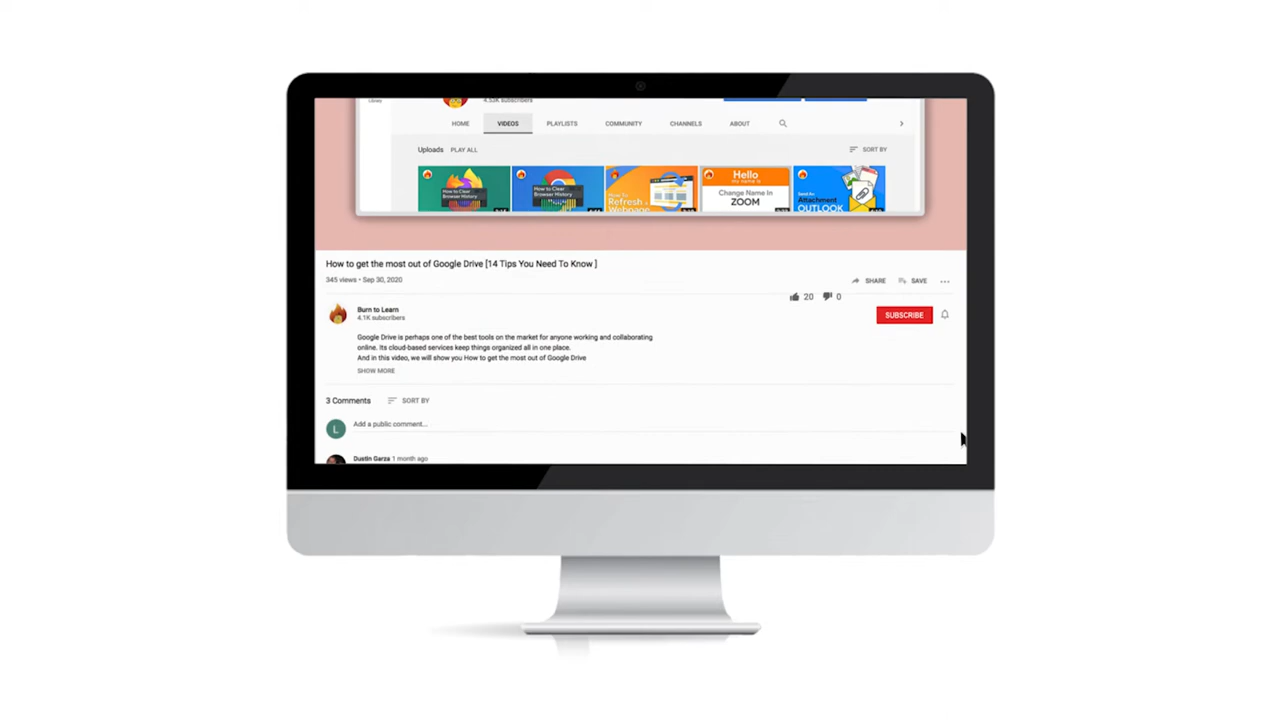 Library
4.53K subscribers
HOME VIDEOS PLAYLISTS COMMUNITY CHANNELS ABOUT
Uploads PLAY ALL SORT BY
How to Clear
Browser History
How to Clear
Browser History
How To
Refresh a
Webpage
Hello
my name is
Change Name In
ZOOM
Send An
Attachment
OUTLOOK
How to get the most out of Google Drive [14 Tips You Need To Know ]
345 views • Sep 30, 2020
20 0 SHARE SAVE
Burn to Learn
4.1K subscribers
SUBSCRIBE
Google Drive is perhaps one of the best tools on the market for anyone working and collaborating
online. Its cloud-based services keep things organized all in one place.
And in this video, we will show you How to get the most out of Google Drive
SHOW MORE
3 Comments SORT BY
L Add a public comment...
Dustin Garza 1 month ago